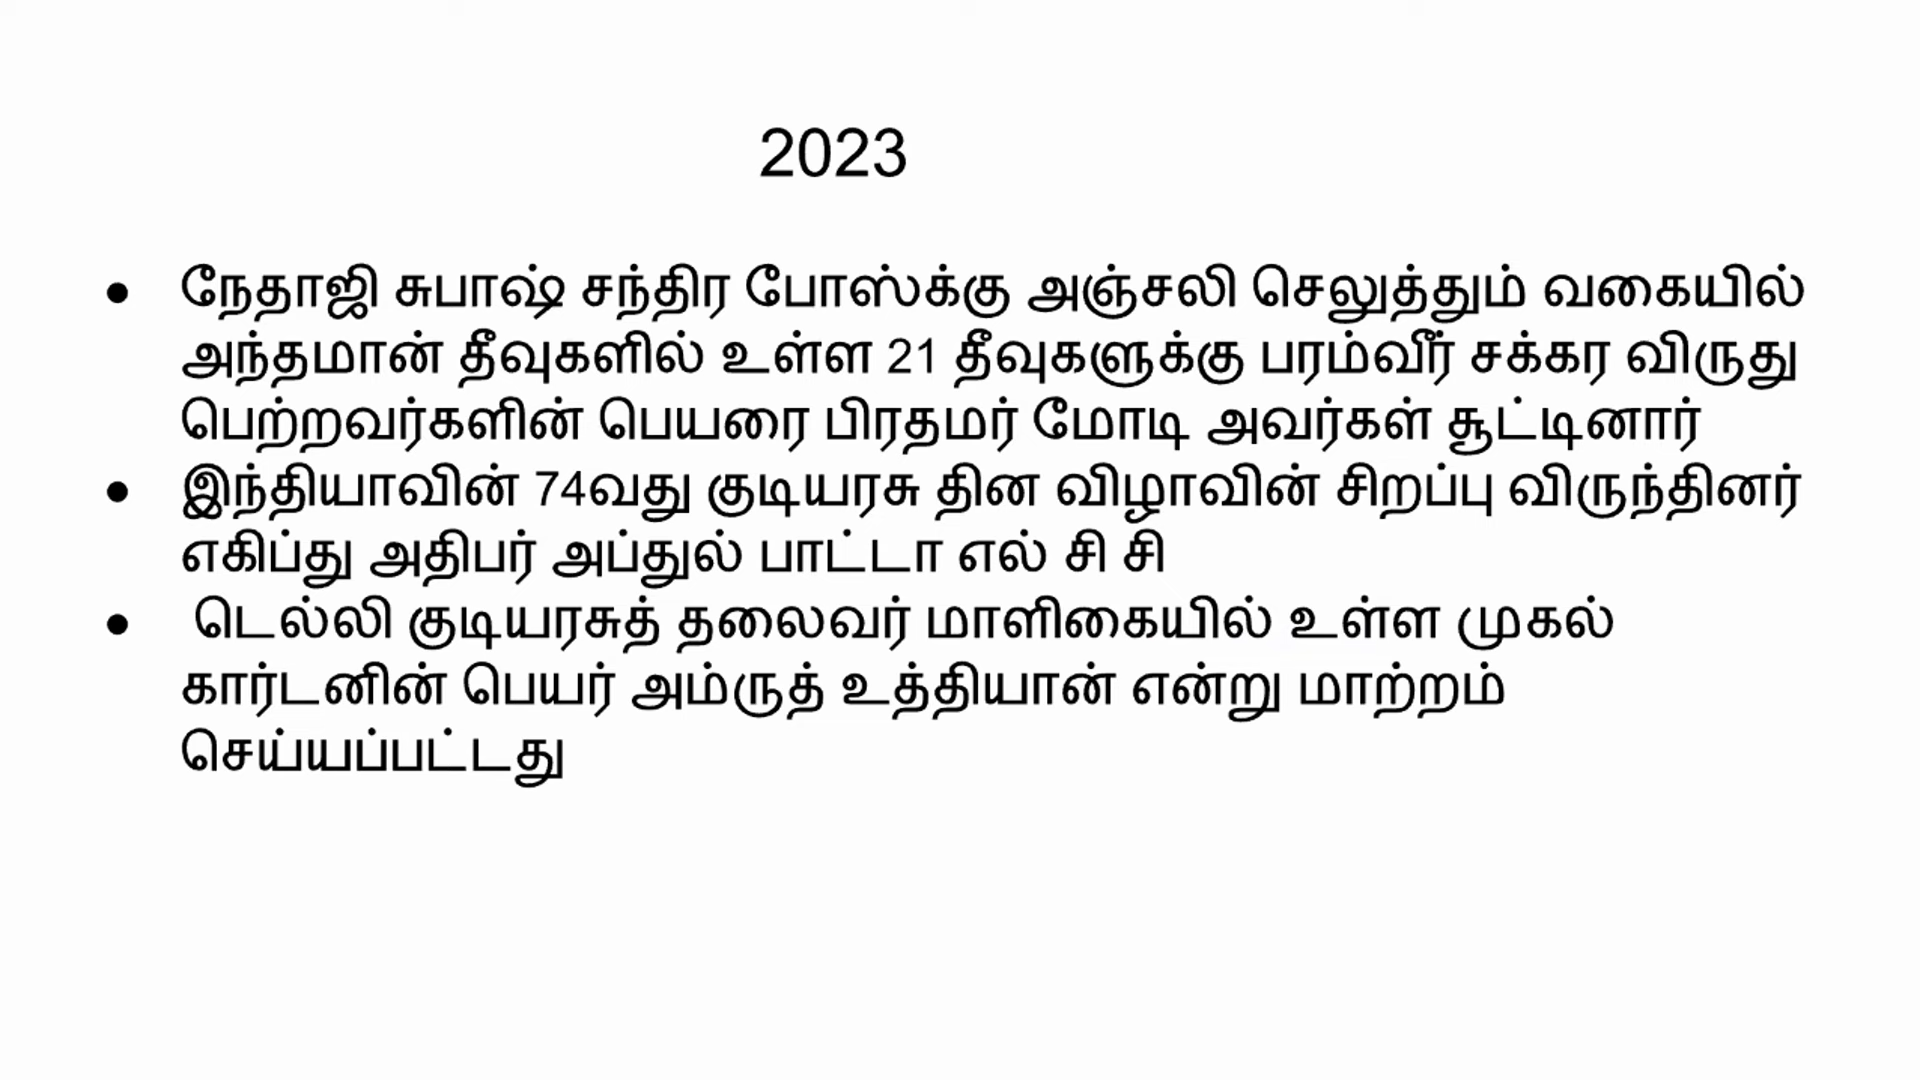 2023
● நேதாஜி சுபாஷ் சந்திர போஸ்க்கு அஞ்சலி செலுத்தும் வகையில்
அந்தமான் தீவுகளில் உள்ள 21 தீவுகளுக்கு பரம்வீர் சக்கர விருது
பெற்றவர்களின் பெயரை பிரதமர் மோடி அவர்கள் சூட்டினார்
● இந்தியாவின் 74வது குடியரசு தின விழாவின் சிறப்பு விருந்தினர்
எகிப்து அதிபர் அப்துல் பாட்டா எல் சி சி
● டெல்லி குடியரசுத் தலைவர் மாளிகையில் உள்ள முகல்
கார்டனின் பெயர் அம்ருத் உத்தியான் என்று மாற்றம்
செய்யப்பட்டது